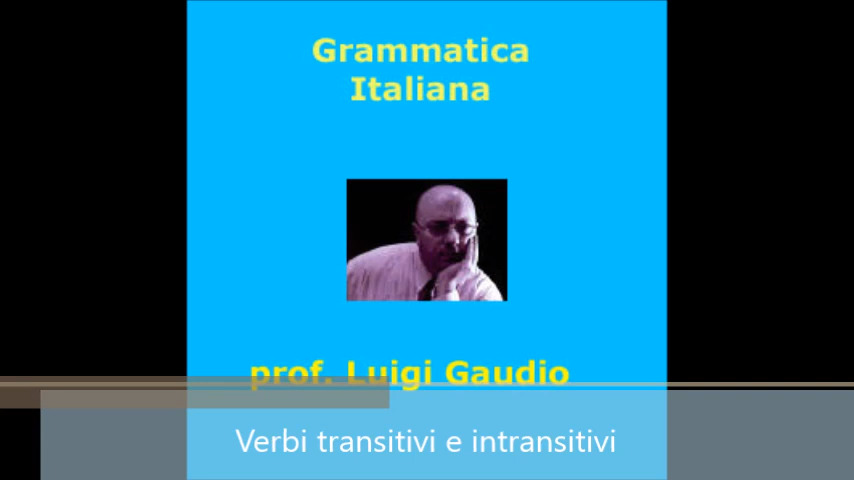 Grammatica
Italiana
prof. Luigi Gaudio
Verbi transitivi e intransitivi